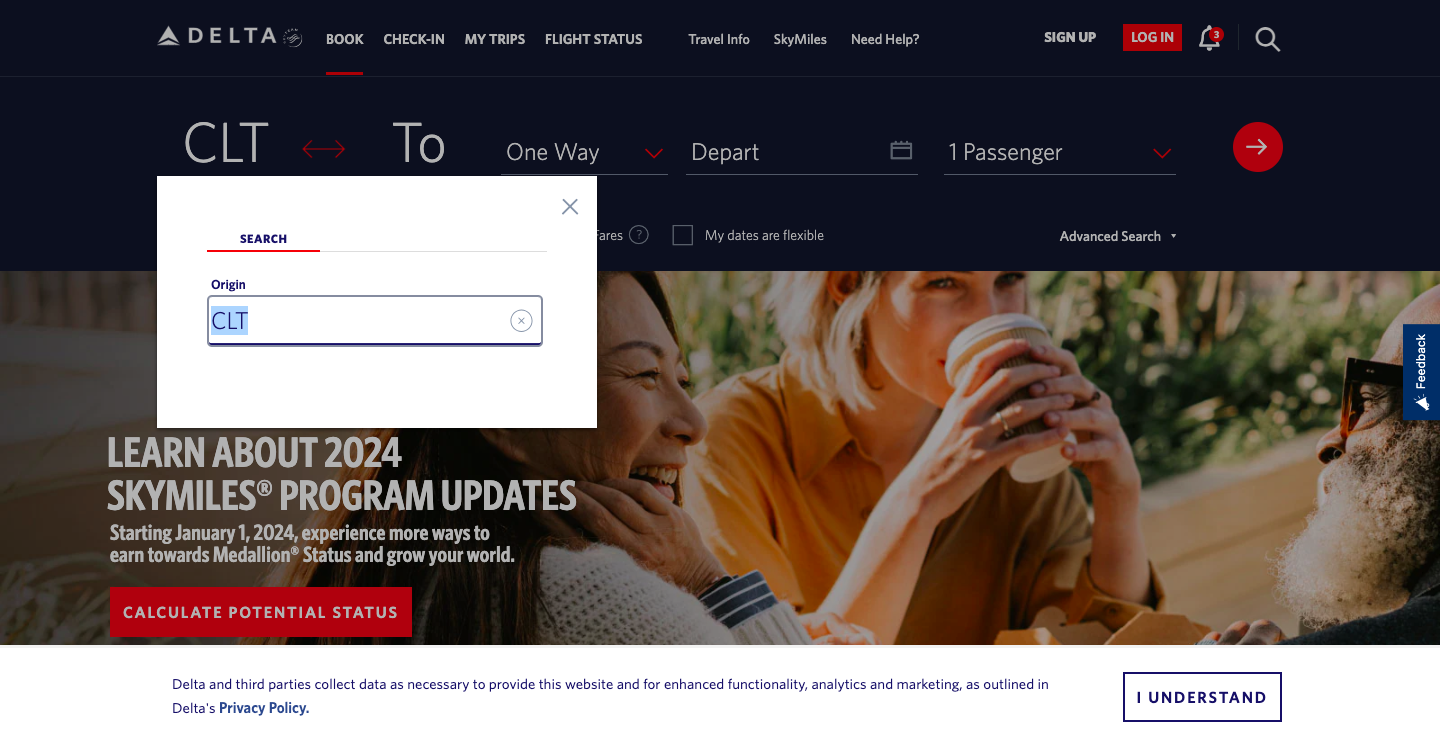 DELTA
BOOK
CHECK-IN
MY TRIPS
FLIGHT STATUS
Travel Info
SkyMiles
Need Help?
SIGN UP
LOG IN
3
CLT
To
One Way
Depart
1 Passenger
SEARCH
Origin
CLT
Fares
?
My dates are flexible
Advanced Search
Feedback
LEARN ABOUT 2024
SKYMILES® PROGRAM UPDATES
Starting January 1, 2024, experience more ways to
earn towards Medallion® Status and grow your world.
CALCULATE POTENTIAL STATUS
Delta and third parties collect data as necessary to provide this website and for enhanced functionality, analytics and marketing, as outlined in
Delta's Privacy Policy.
I UNDERSTAND